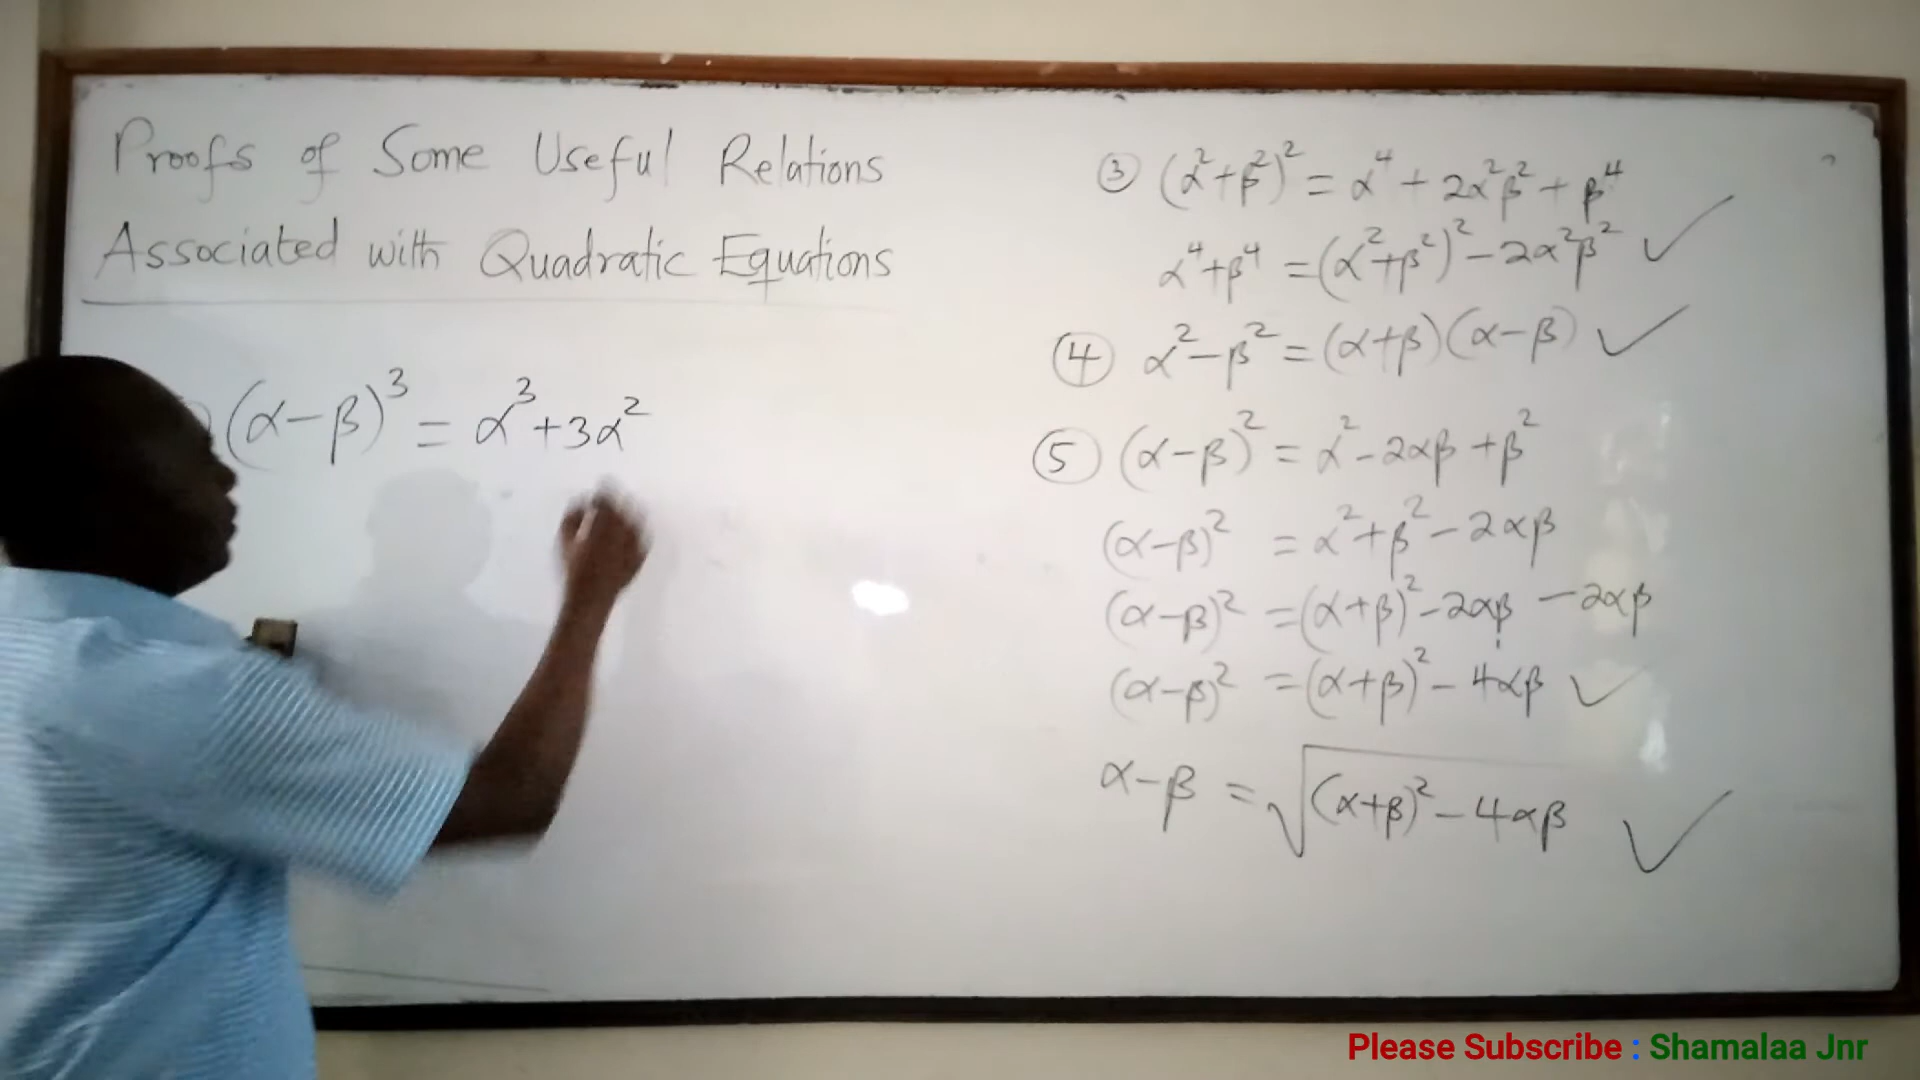 Proofs of Some Useful Relations
Associated with Quadratic Equations
(α-β)³ = α³+3α²
③ (α²+β²)² = α⁴ + 2α²β² + β⁴
α⁴+β⁴ = (α²+β²)² - 2α²β² ✓
④ α²-β² = (α+β)(α-β) ✓
⑤ (α-β)² = α² - 2αβ + β²
(α-β)² = α²+β² - 2αβ
(α-β)² = (α+β)² - 2αβ - 2αβ
(α-β)² = (α+β)² - 4αβ ✓
α-β = √((α+β)² - 4αβ) ✓
Please Subscribe : Shamalaa Jnr